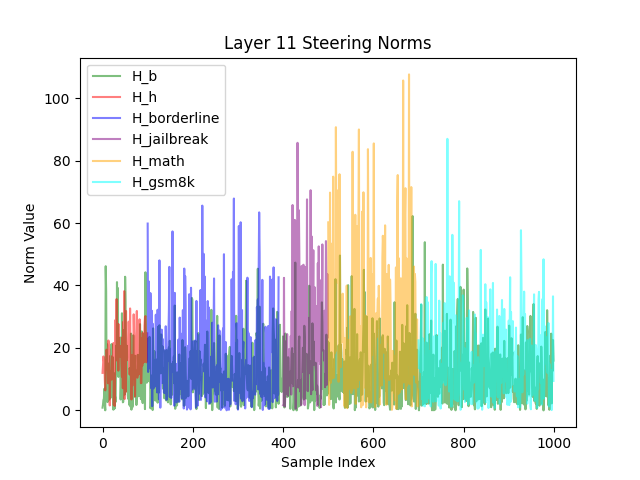 Layer 11 Steering Norms
H_b
H_h
H_borderline
H_jailbreak
H_math
H_gsm8k
Norm Value
100
80
60
40
20
0
0 200 400 600 800 1000
Sample Index